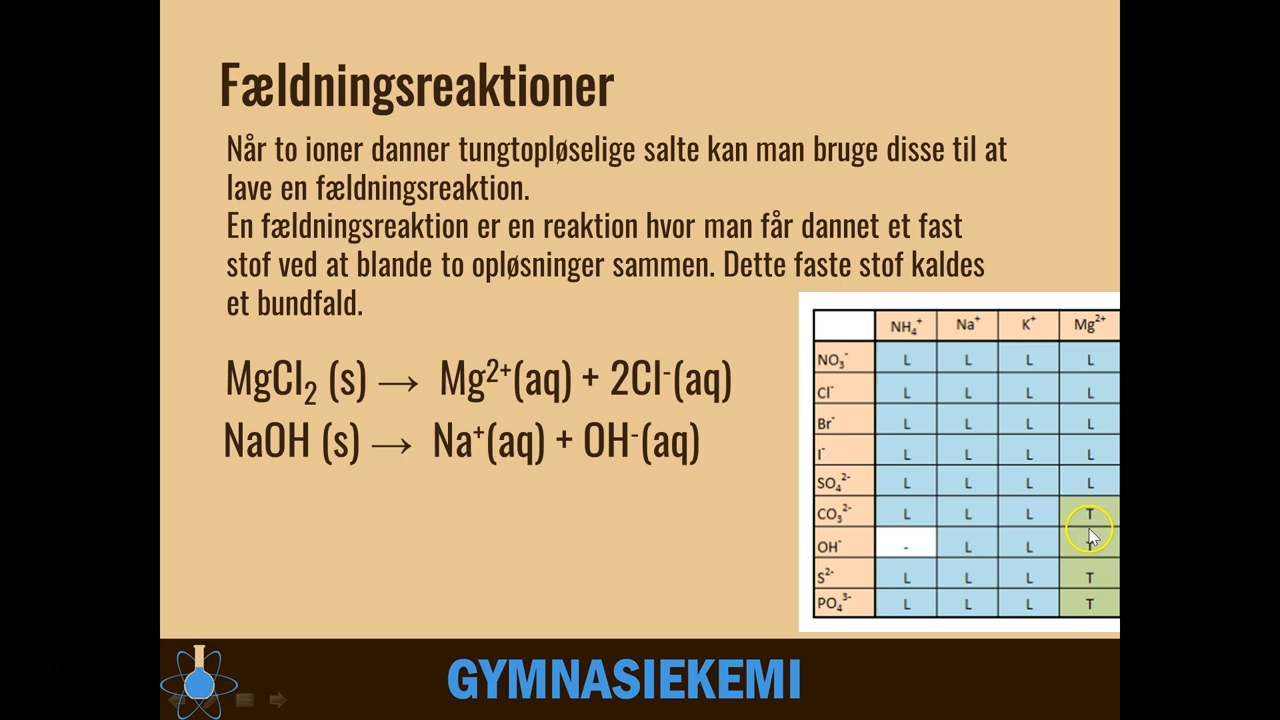 Fældningsreaktioner
Når to ioner danner tungtopløselige salte kan man bruge disse til at
lave en fældningsreaktion.
En fældningsreaktion er en reaktion hvor man får dannet et fast
stof ved at blande to opløsninger sammen. Dette faste stof kaldes
et bundfald.
MgCl₂ (s) → Mg²⁺(aq) + 2Cl⁻(aq)
NaOH (s) → Na⁺(aq) + OH⁻(aq)
NH₄⁺ Na⁺ K⁺ Mg²⁺
NO₃⁻ L L L L
Cl⁻ L L L L
Br⁻ L L L L
I⁻ L L L L
SO₄²⁻ L L L L
CO₃²⁻ L L L T
OH⁻ - L L
S²⁻ L L L T
PO₄³⁻ L L L T
GYMNASIEKEMI